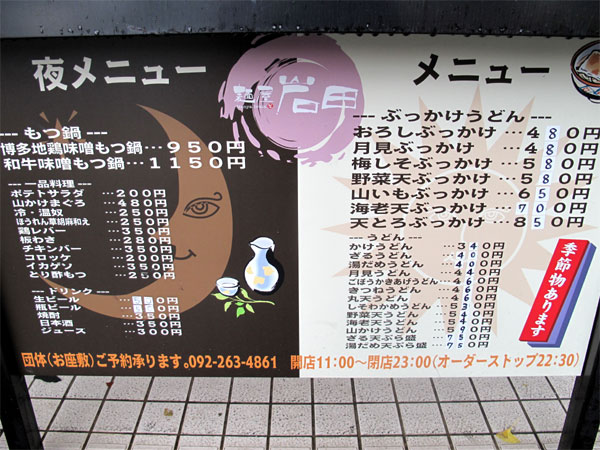 夜メニュー
--- もつ鍋 ---
博多地鶏味噌もつ鍋…950円
和牛味噌もつ鍋…1150円
--- 一品料理 ---
ポテトサラダ …200円
山かけまぐろ …480円
冷・温奴 …250円
ほうれん草胡麻和え …250円
鶏レバー …350円
板わさ …280円
チキンバー …350円
コロッケ …200円
イカゲソ …350円
とり酢もつ …250円
--- ドリンク ---
生ビール
瓶ビール
焼酎 …350円
日本酒 …350円
ジュース …300円
団体(お座敷)ご予約承ります。092-263-4861
岩田
メニュー
--- ぶっかけうどん ---
おろしぶっかけ …480円
月見ぶっかけ …480円
梅しそぶっかけ …580円
野菜天ぶっかけ …580円
山いもぶっかけ …650円
海老天ぶっかけ …700円
天とろぶっかけ …850円
--- うどん ---
かけうどん …340円
ざるうどん …400円
湯だめうどん …400円
月見うどん …440円
ごぼうかきあげうどん …460円
きつねうどん …460円
丸天うどん …460円
しそわかめうどん …530円
野菜天うどん …540円
海老天うどん
山かけうどん
ざる天ぷら盛 …750円
湯だめ天ぷら盛 …750円
季節物あります
開店11:00〜閉店23:00(オーダーストップ22:30)